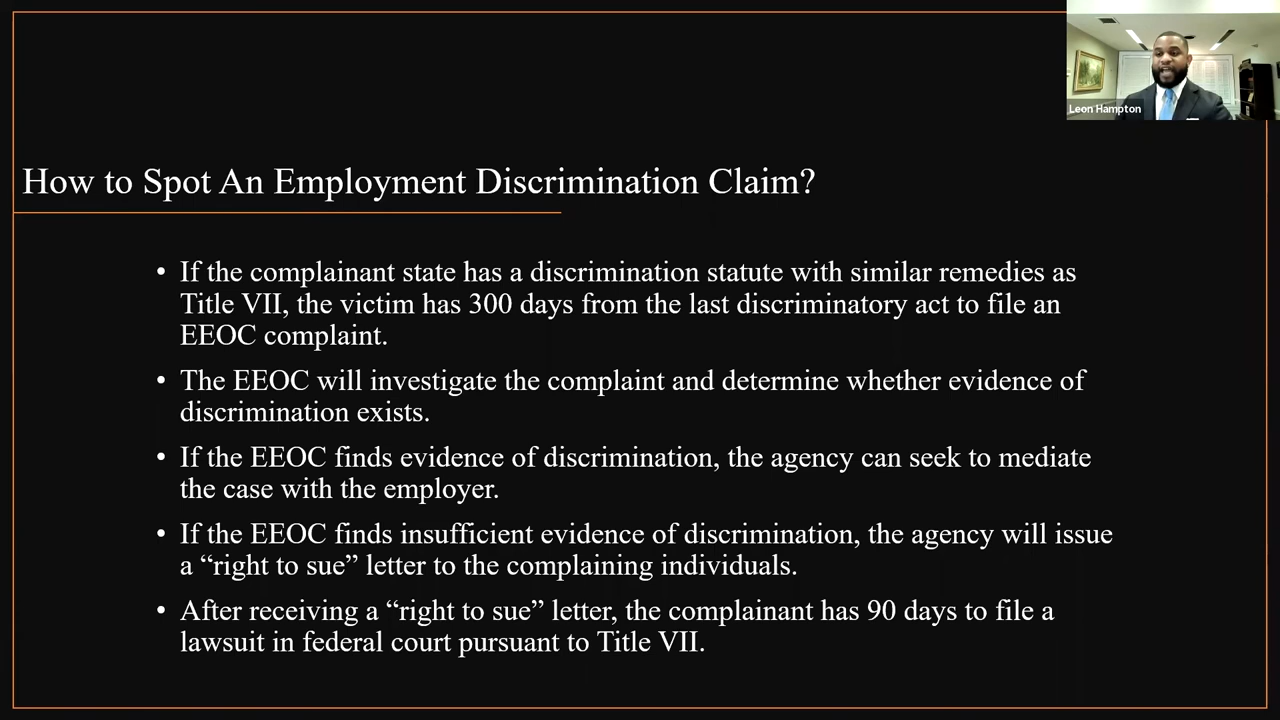 Leon Hampton
How to Spot An Employment Discrimination Claim?
• If the complainant state has a discrimination statute with similar remedies as
Title VII, the victim has 300 days from the last discriminatory act to file an
EEOC complaint.
• The EEOC will investigate the complaint and determine whether evidence of
discrimination exists.
• If the EEOC finds evidence of discrimination, the agency can seek to mediate
the case with the employer.
• If the EEOC finds insufficient evidence of discrimination, the agency will issue
a “right to sue” letter to the complaining individuals.
• After receiving a “right to sue” letter, the complainant has 90 days to file a
lawsuit in federal court pursuant to Title VII.